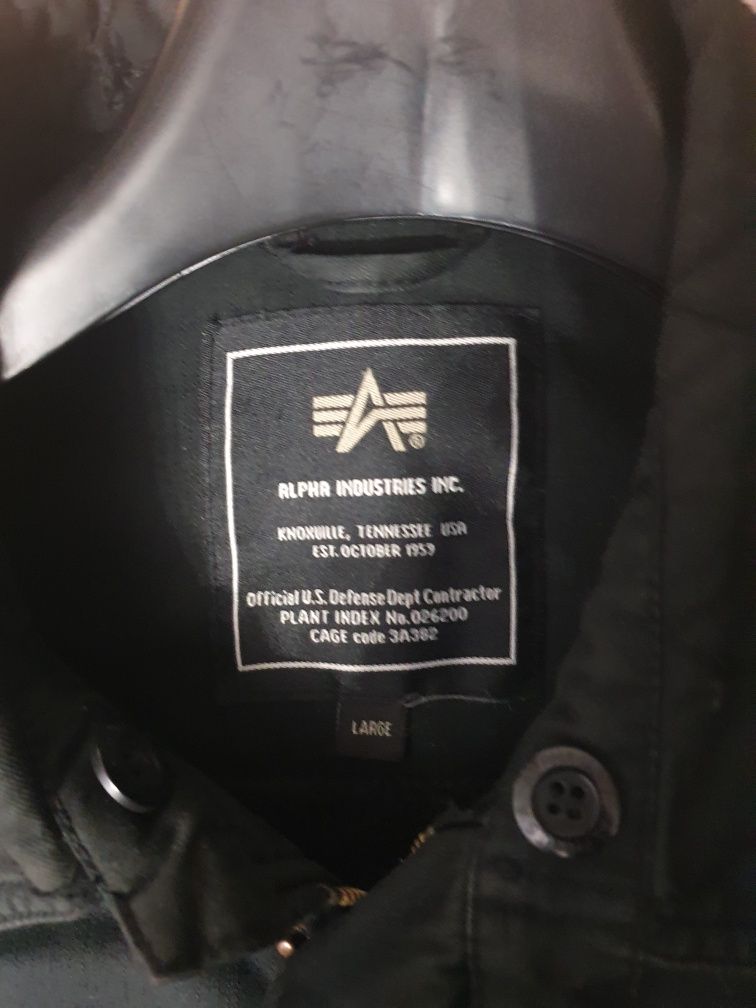 ALPHA INDUSTRIES INC.
KNOXVILLE, TENNESSEE USA
EST. OCTOBER 1959
Official U.S. Defense Dept Contractor
PLANT INDEX No. 026200
CAGE code 3A382
LARGE